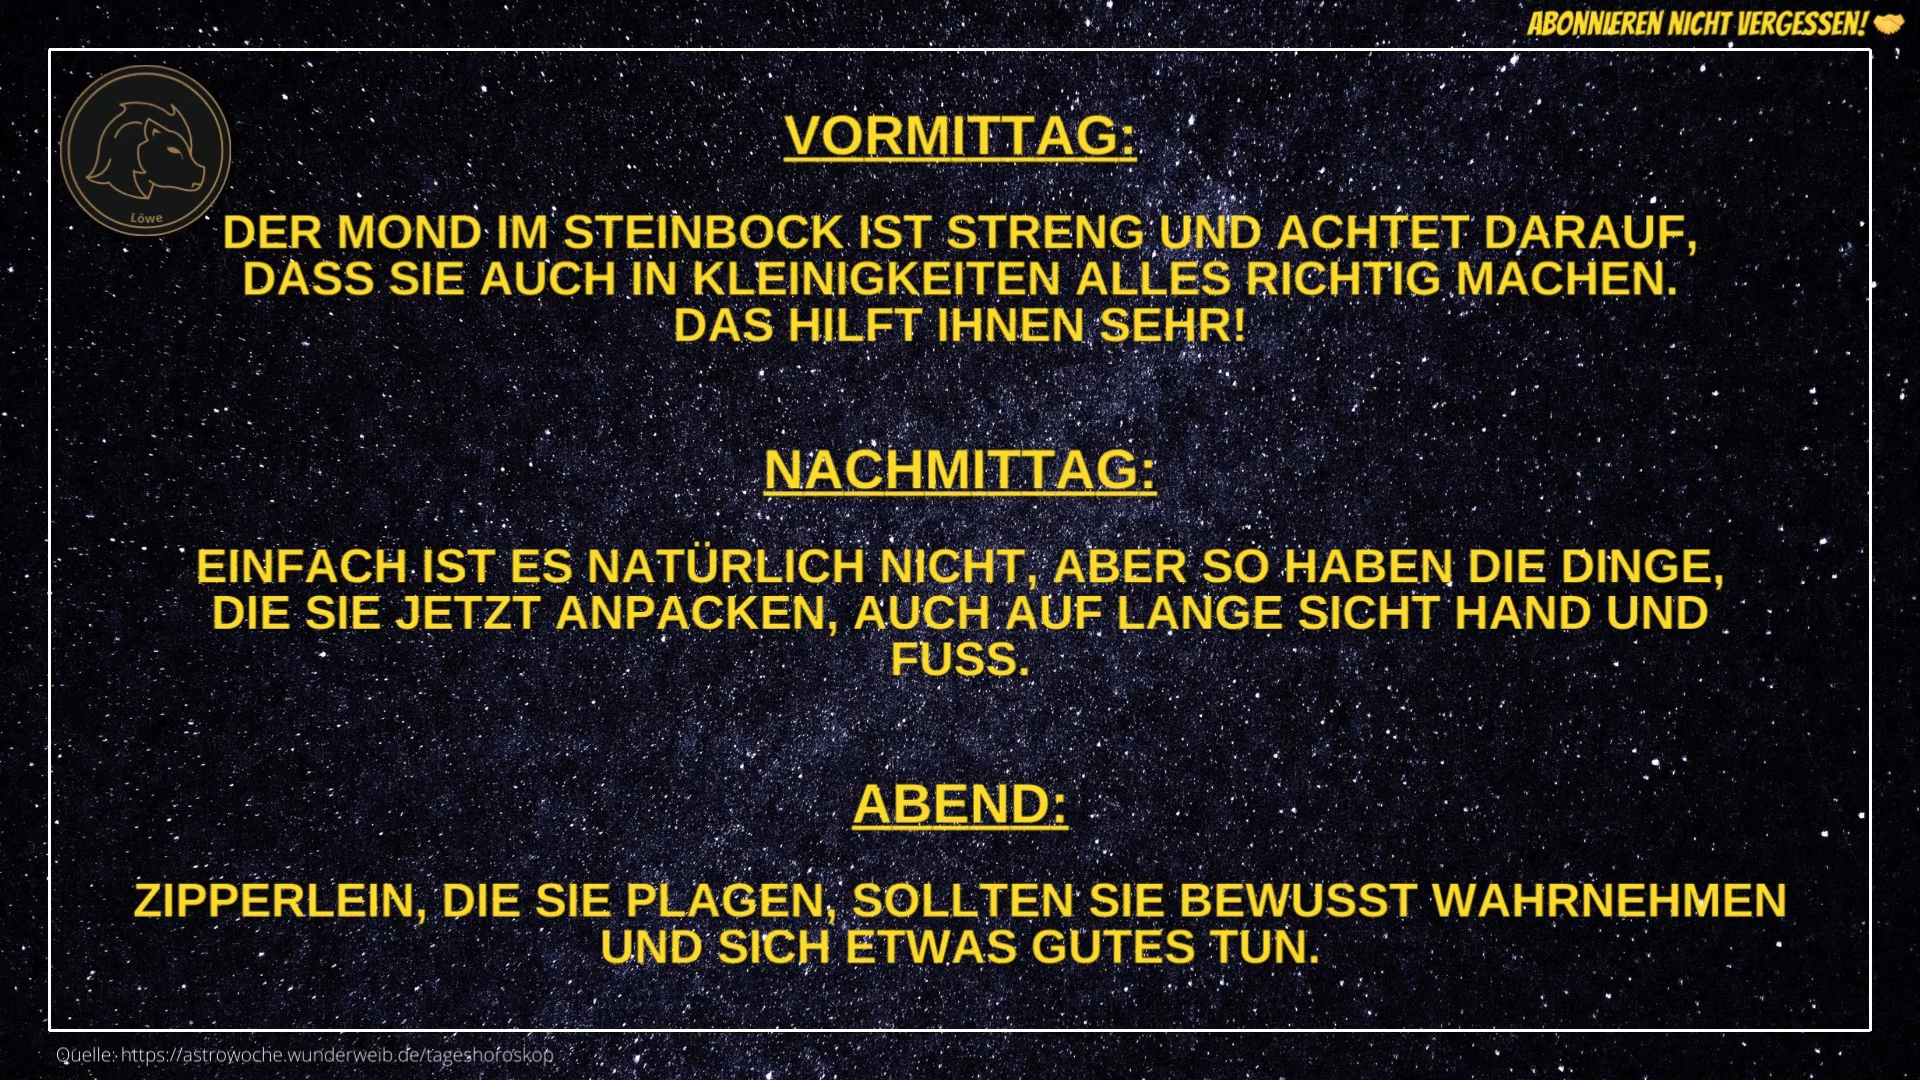 ABONNIEREN NICHT VERGESSEN!
Löwe
VORMITTAG:
DER MOND IM STEINBOCK IST STRENG UND ACHTET DARAUF,
DASS SIE AUCH IN KLEINIGKEITEN ALLES RICHTIG MACHEN.
DAS HILFT IHNEN SEHR!
NACHMITTAG:
EINFACH IST ES NATÜRLICH NICHT, ABER SO HABEN DIE DINGE,
DIE SIE JETZT ANPACKEN, AUCH AUF LANGE SICHT HAND UND
FUSS.
ABEND:
ZIPPERLEIN, DIE SIE PLAGEN, SOLLTEN SIE BEWUSST WAHRNEHMEN
UND SICH ETWAS GUTES TUN.
Quelle: https://astrowoche.wunderweib.de/tageshoroskop